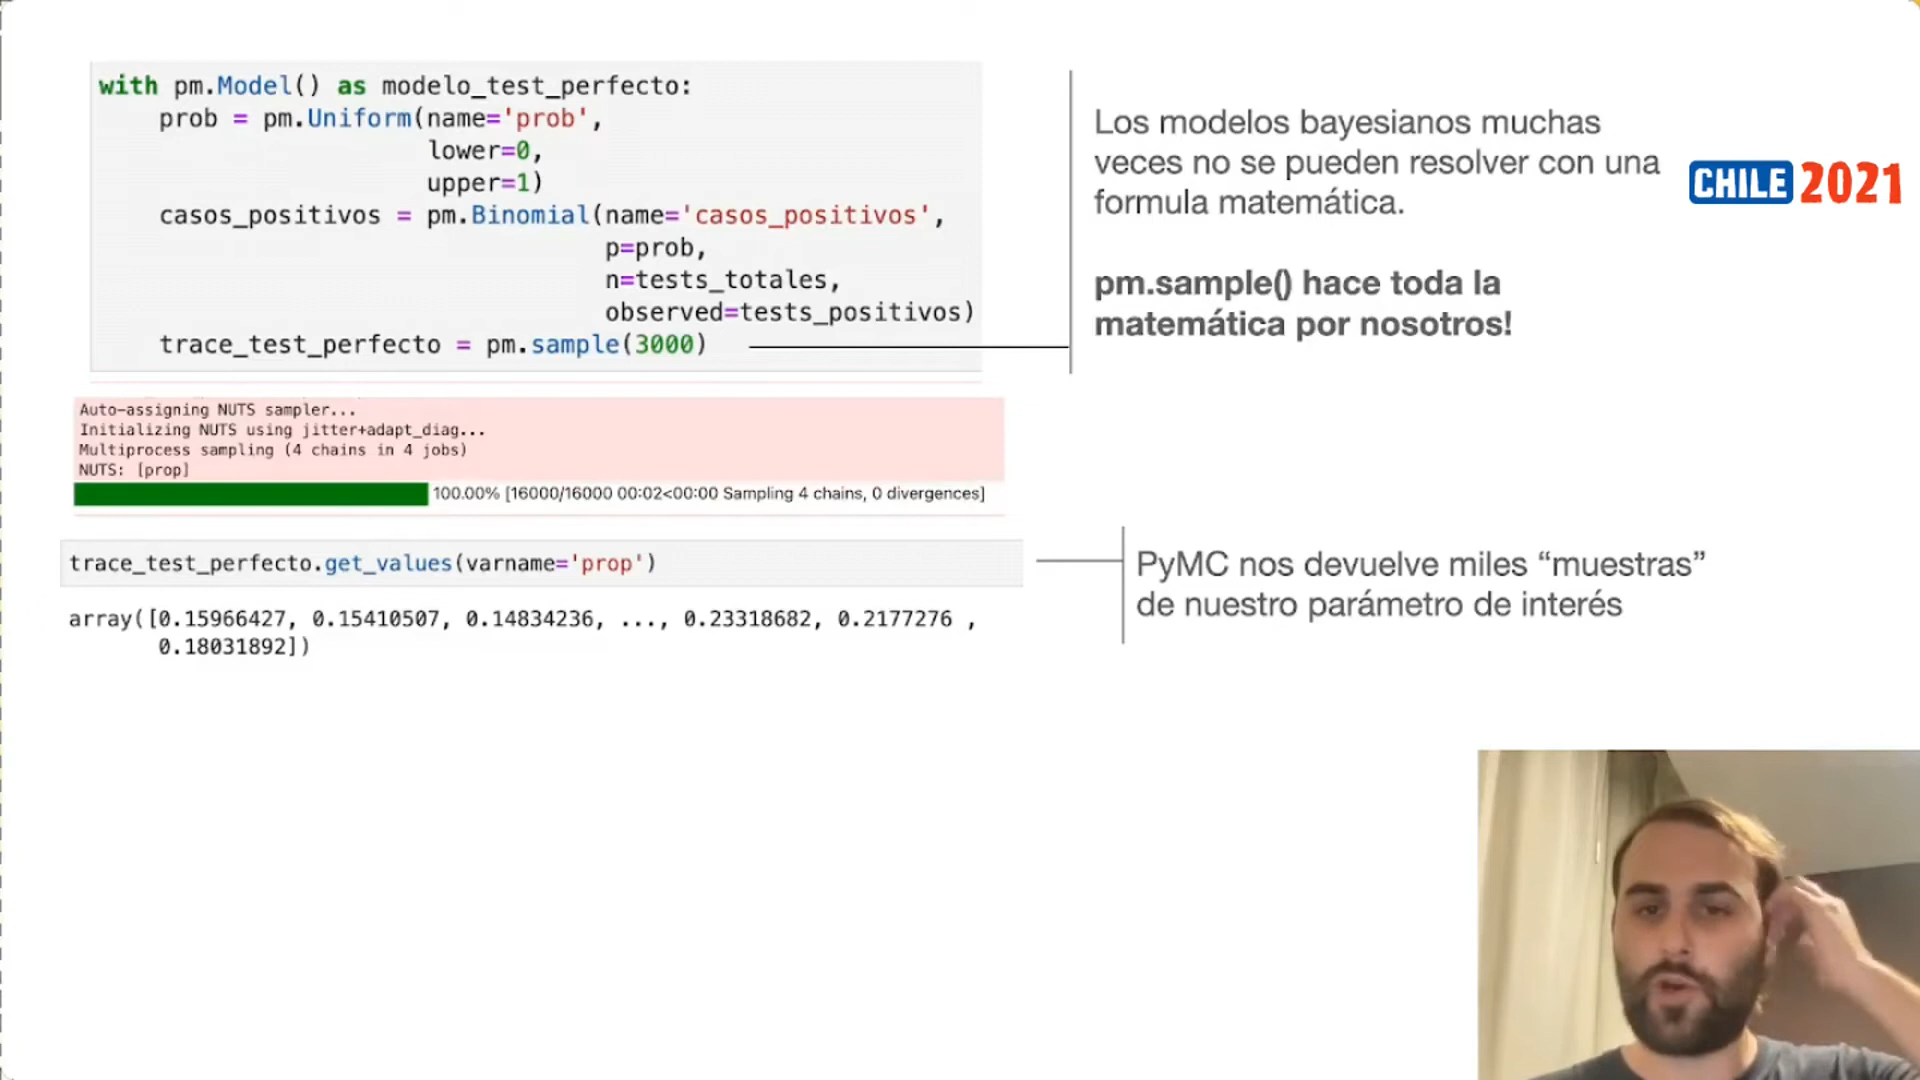 with pm.Model() as modelo_test_perfecto:
prob = pm.Uniform(name='prob',
lower=0,
upper=1)
casos_positivos = pm.Binomial(name='casos_positivos',
p=prob,
n=tests_totales,
observed=tests_positivos)
trace_test_perfecto = pm.sample(3000)
Los modelos bayesianos muchas
veces no se pueden resolver con una
formula matemática.
pm.sample() hace toda la
matemática por nosotros!
CHILE 2021
Auto-assigning NUTS sampler...
Initializing NUTS using jitter+adapt_diag...
Multiprocess sampling (4 chains in 4 jobs)
NUTS: [prop]
100.00% [16000/16000 00:02<00:00 Sampling 4 chains, 0 divergences]
trace_test_perfecto.get_values(varname='prop')
array([0.15966427, 0.15410507, 0.14834236, ..., 0.23318682, 0.2177276 ,
0.18031892])
PyMC nos devuelve miles “muestras”
de nuestro parámetro de interés